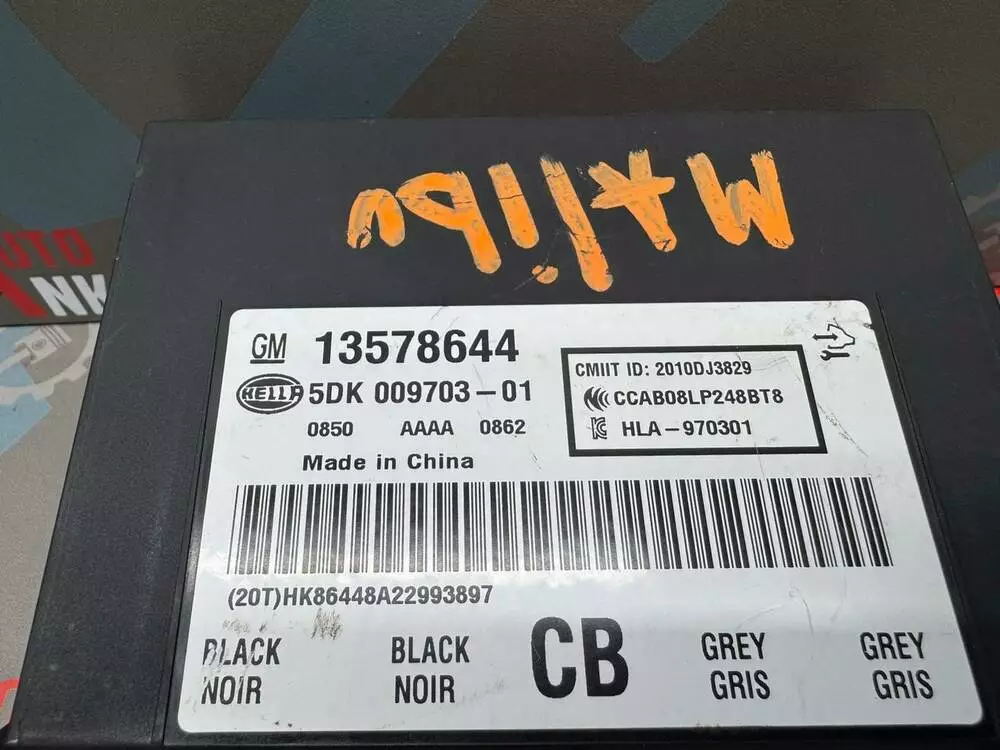 MAlibu
GM 13578644
HELLA 5DK 009703-01
0850 AAAA 0862
Made in China
CMIIT ID: 2010DJ3829
CCAB08LP248BT8
HLA-970301
(20T)HK86448A22993897
BLACK BLACK CB GREY GREY
NOIR NOIR GRIS GRIS